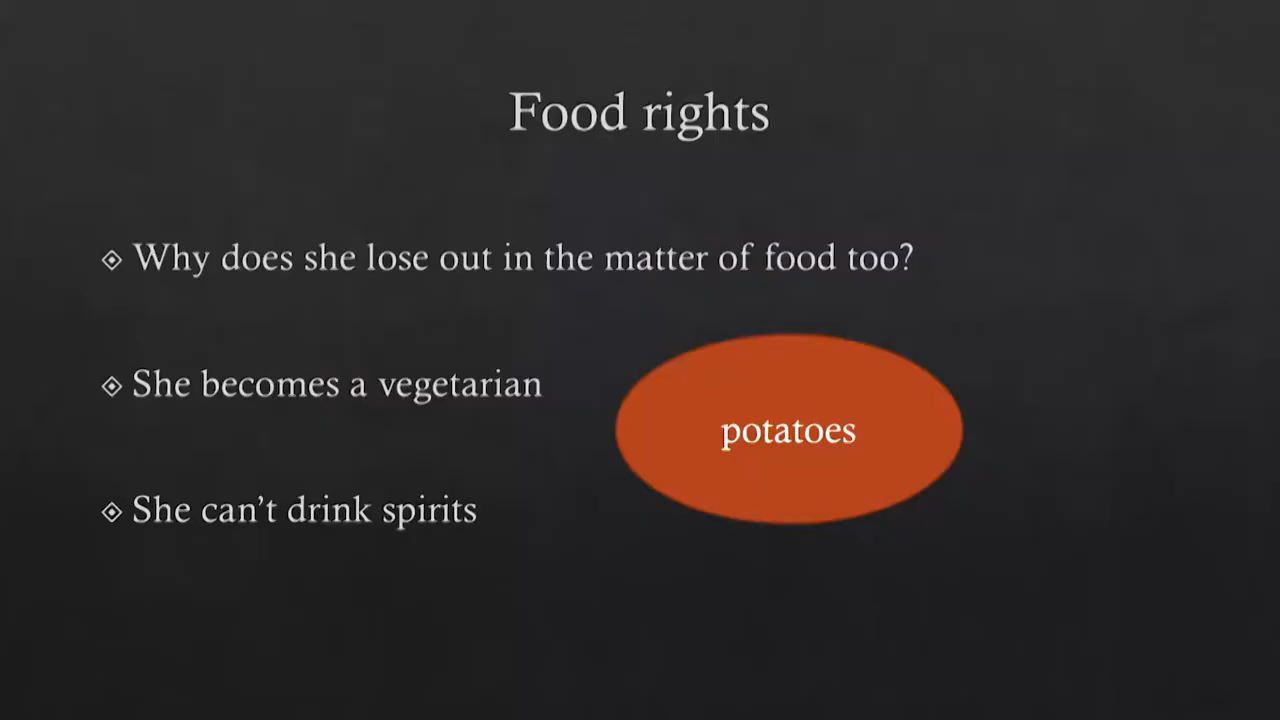 Food rights
Why does she lose out in the matter of food too?
She becomes a vegetarian
potatoes
She can’t drink spirits